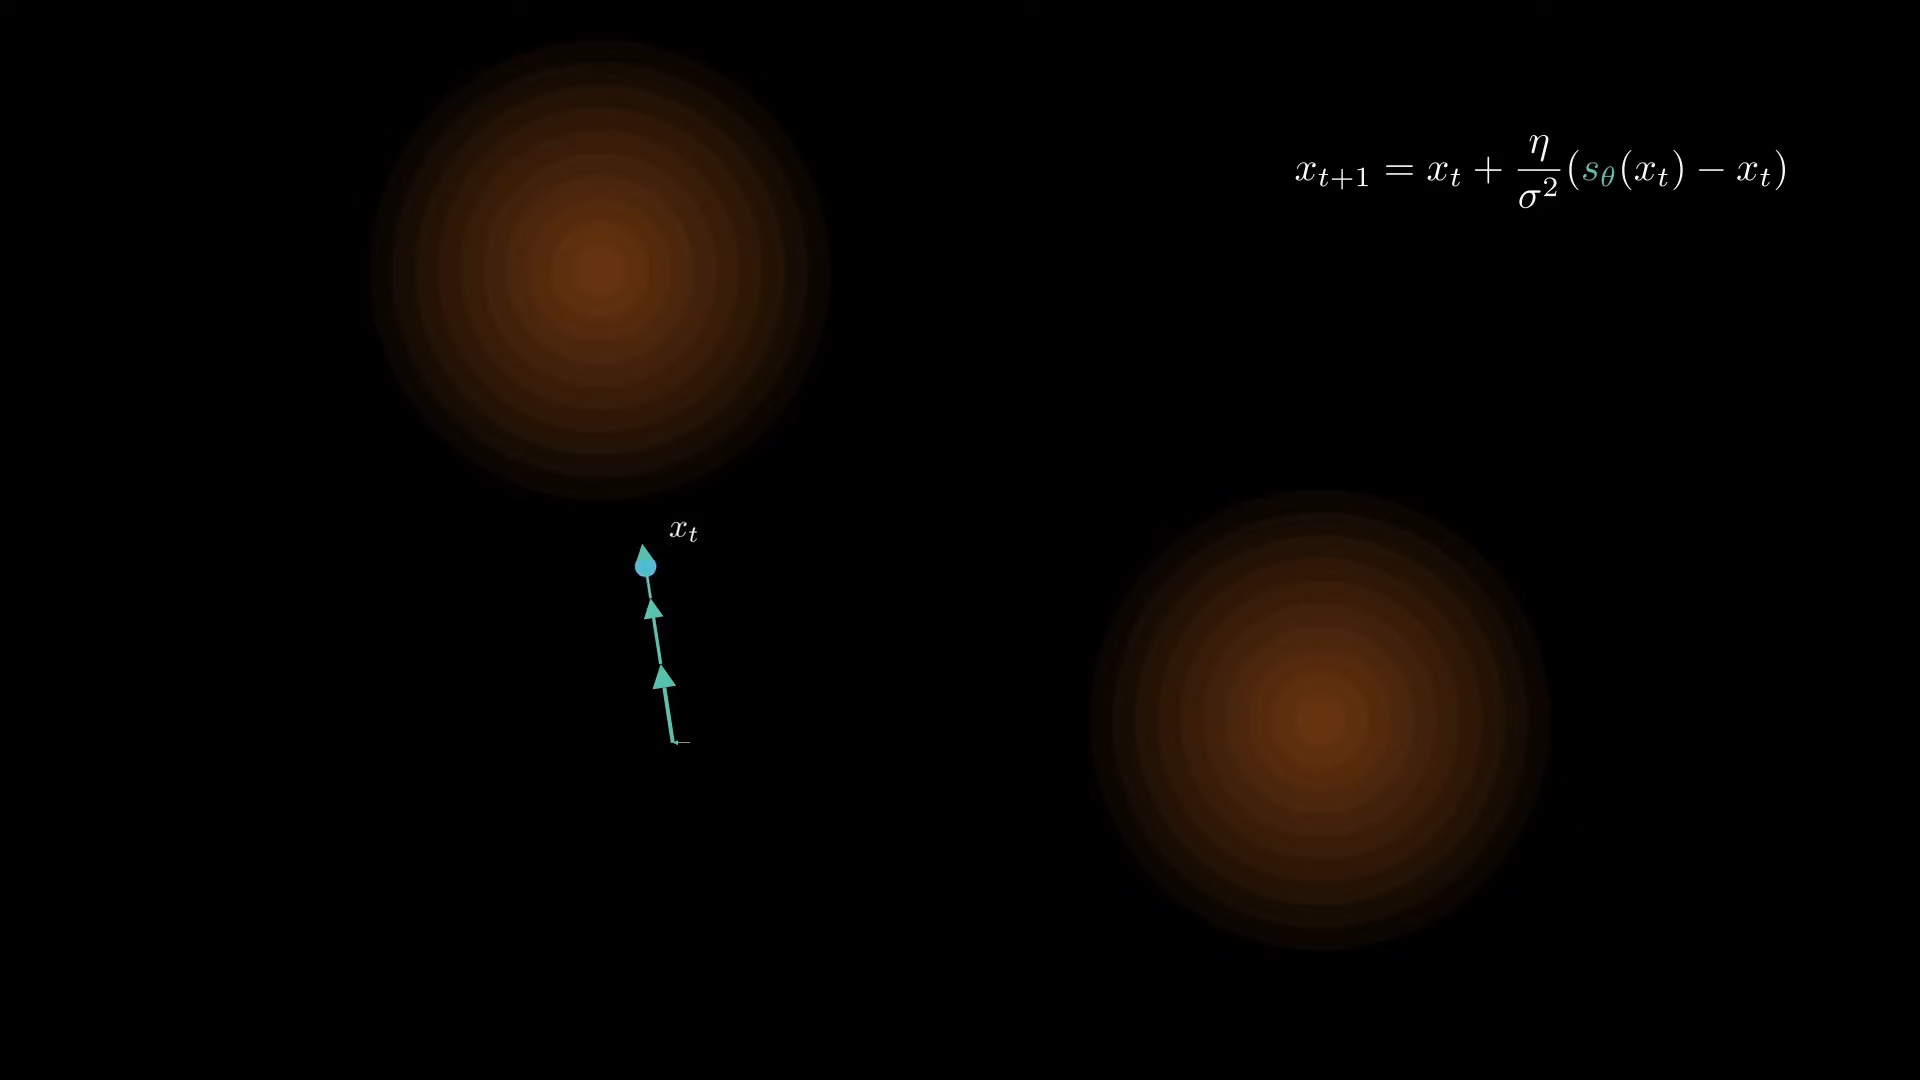 x_{t+1} = x_t + \frac{\eta}{\sigma^2}(s_\theta(x_t) - x_t)
x_t